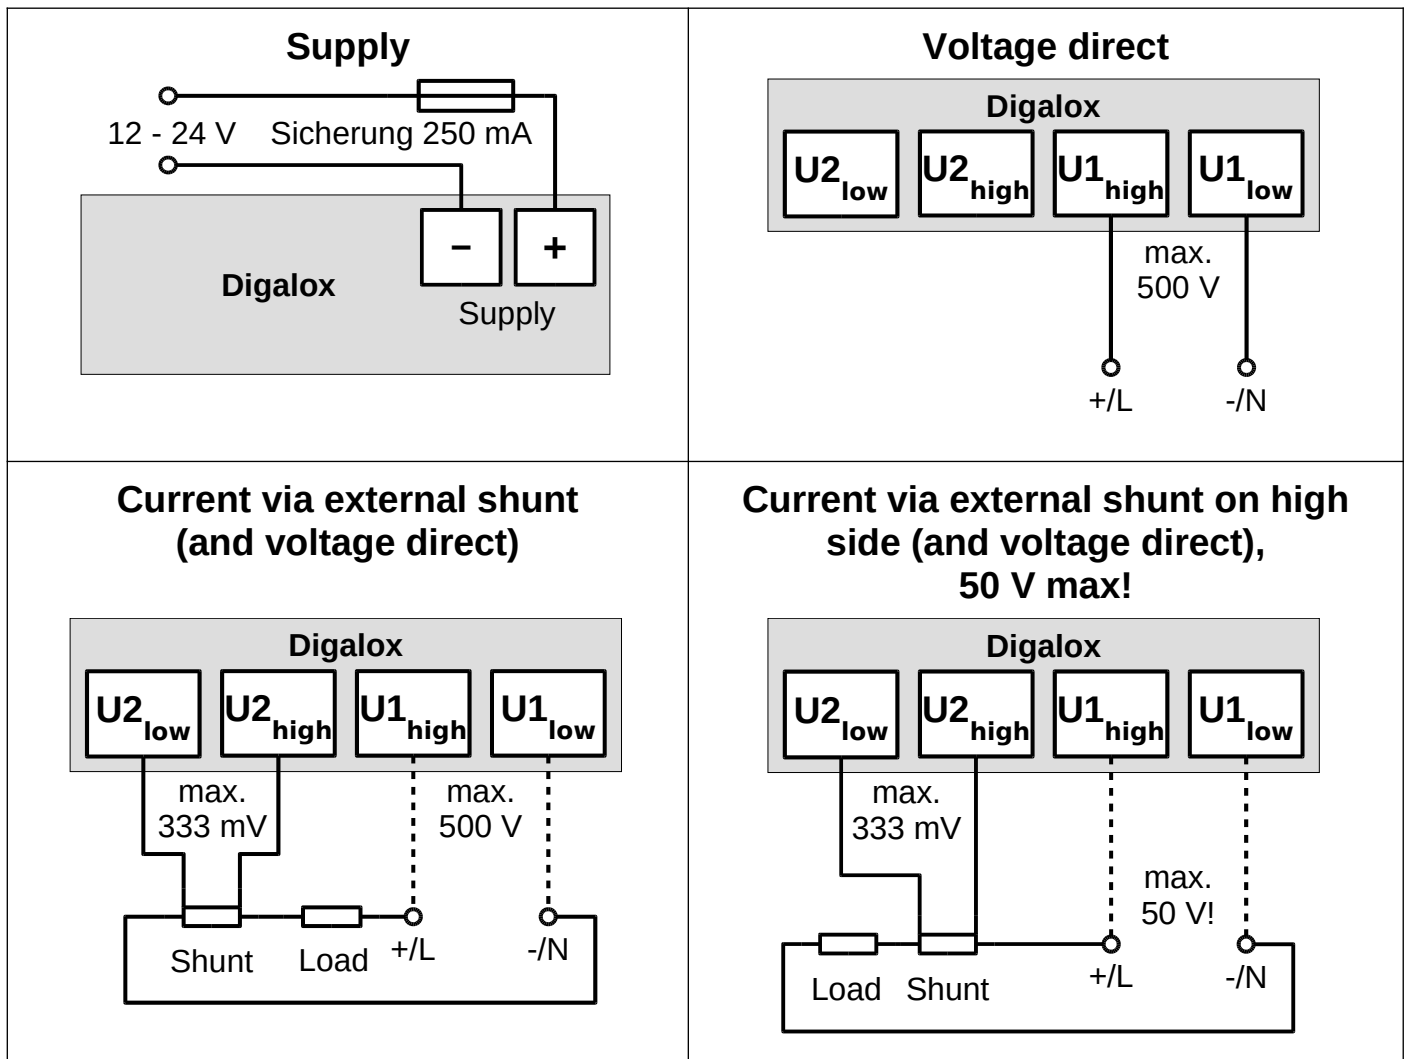 Supply
12 - 24 V Sicherung 250 mA
− +
Digalox
Supply
Voltage direct
Digalox
U2low U2high U1high U1low
max.
500 V
+/L -/N
Current via external shunt
(and voltage direct)
Digalox
U2low U2high U1high U1low
max. max.
333 mV 500 V
Shunt Load +/L -/N
Current via external shunt on high
side (and voltage direct),
50 V max!
Digalox
U2low U2high U1high U1low
max.
333 mV
max.
50 V!
Load Shunt +/L -/N